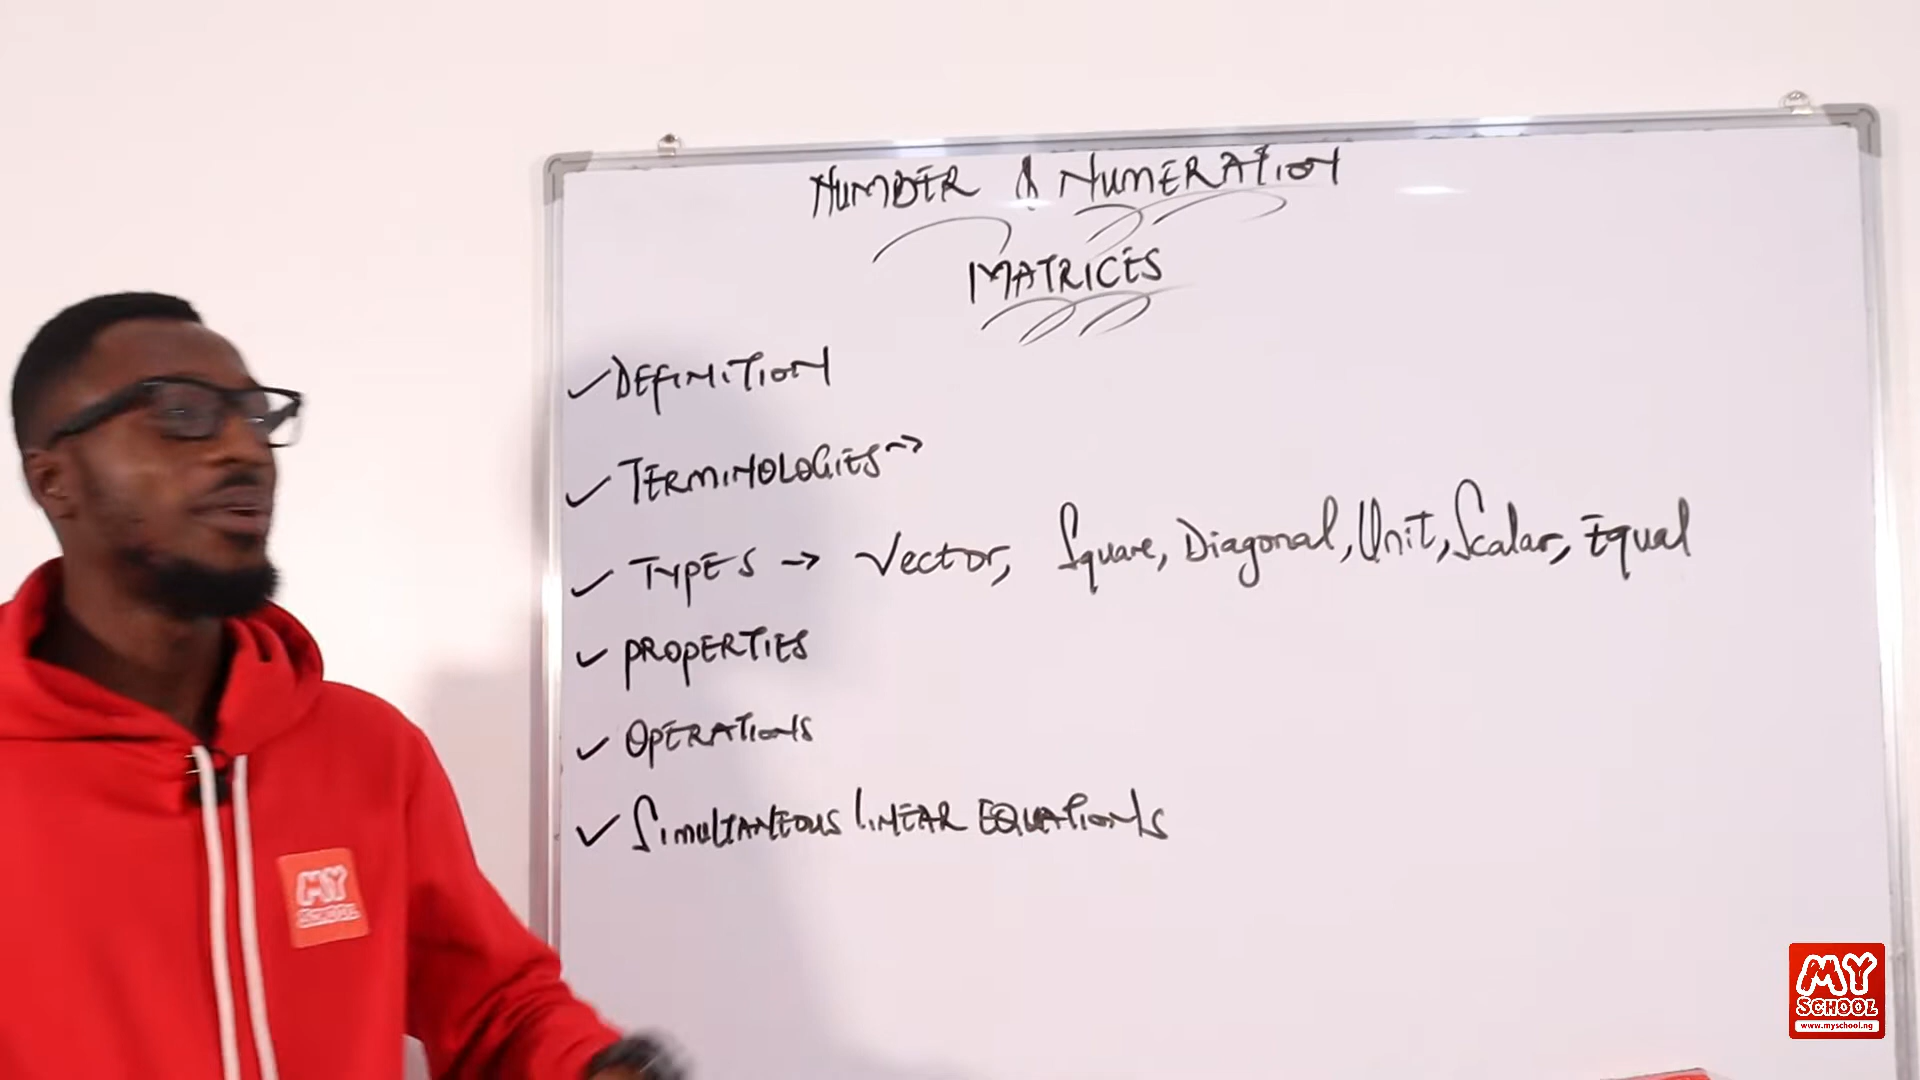 NUMBER & NUMERATION
MATRICES
✓ DEFINITION
✓ TERMINOLOGIES →
✓ TYPES → Vector, Square, Diagonal, Unit, Scalar, Equal
✓ PROPERTIES
✓ OPERATIONS
✓ SIMULTANEOUS LINEAR EQUATIONS
MY
SCHOOL
MY
SCHOOL
www.myschool.ng